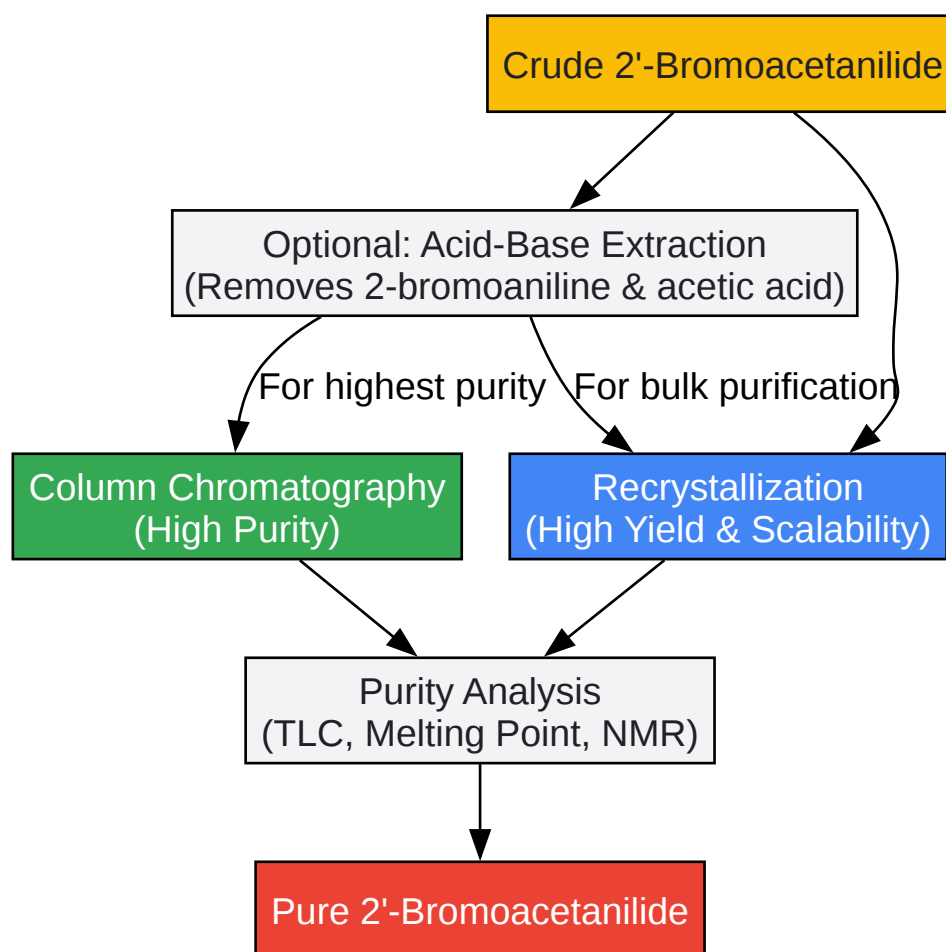 Crude 2'-Bromoacetanilide
Optional: Acid-Base Extraction
(Removes 2-bromoaniline & acetic acid)
For highest purity
For bulk purification
Column Chromatography
(High Purity)
Recrystallization
(High Yield & Scalability)
Purity Analysis
(TLC, Melting Point, NMR)
Pure 2'-Bromoacetanilide